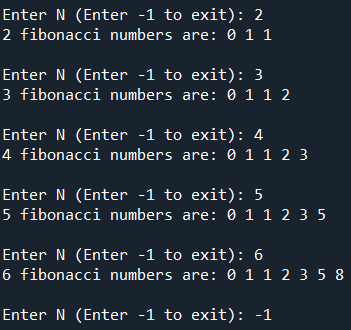 Enter N (Enter -1 to exit): 2
2 fibonacci numbers are: 0 1 1
Enter N (Enter -1 to exit): 3
3 fibonacci numbers are: 0 1 1 2
Enter N (Enter -1 to exit): 4
4 fibonacci numbers are: 0 1 1 2 3
Enter N (Enter -1 to exit): 5
5 fibonacci numbers are: 0 1 1 2 3 5
Enter N (Enter -1 to exit): 6
6 fibonacci numbers are: 0 1 1 2 3 5 8
Enter N (Enter -1 to exit): -1